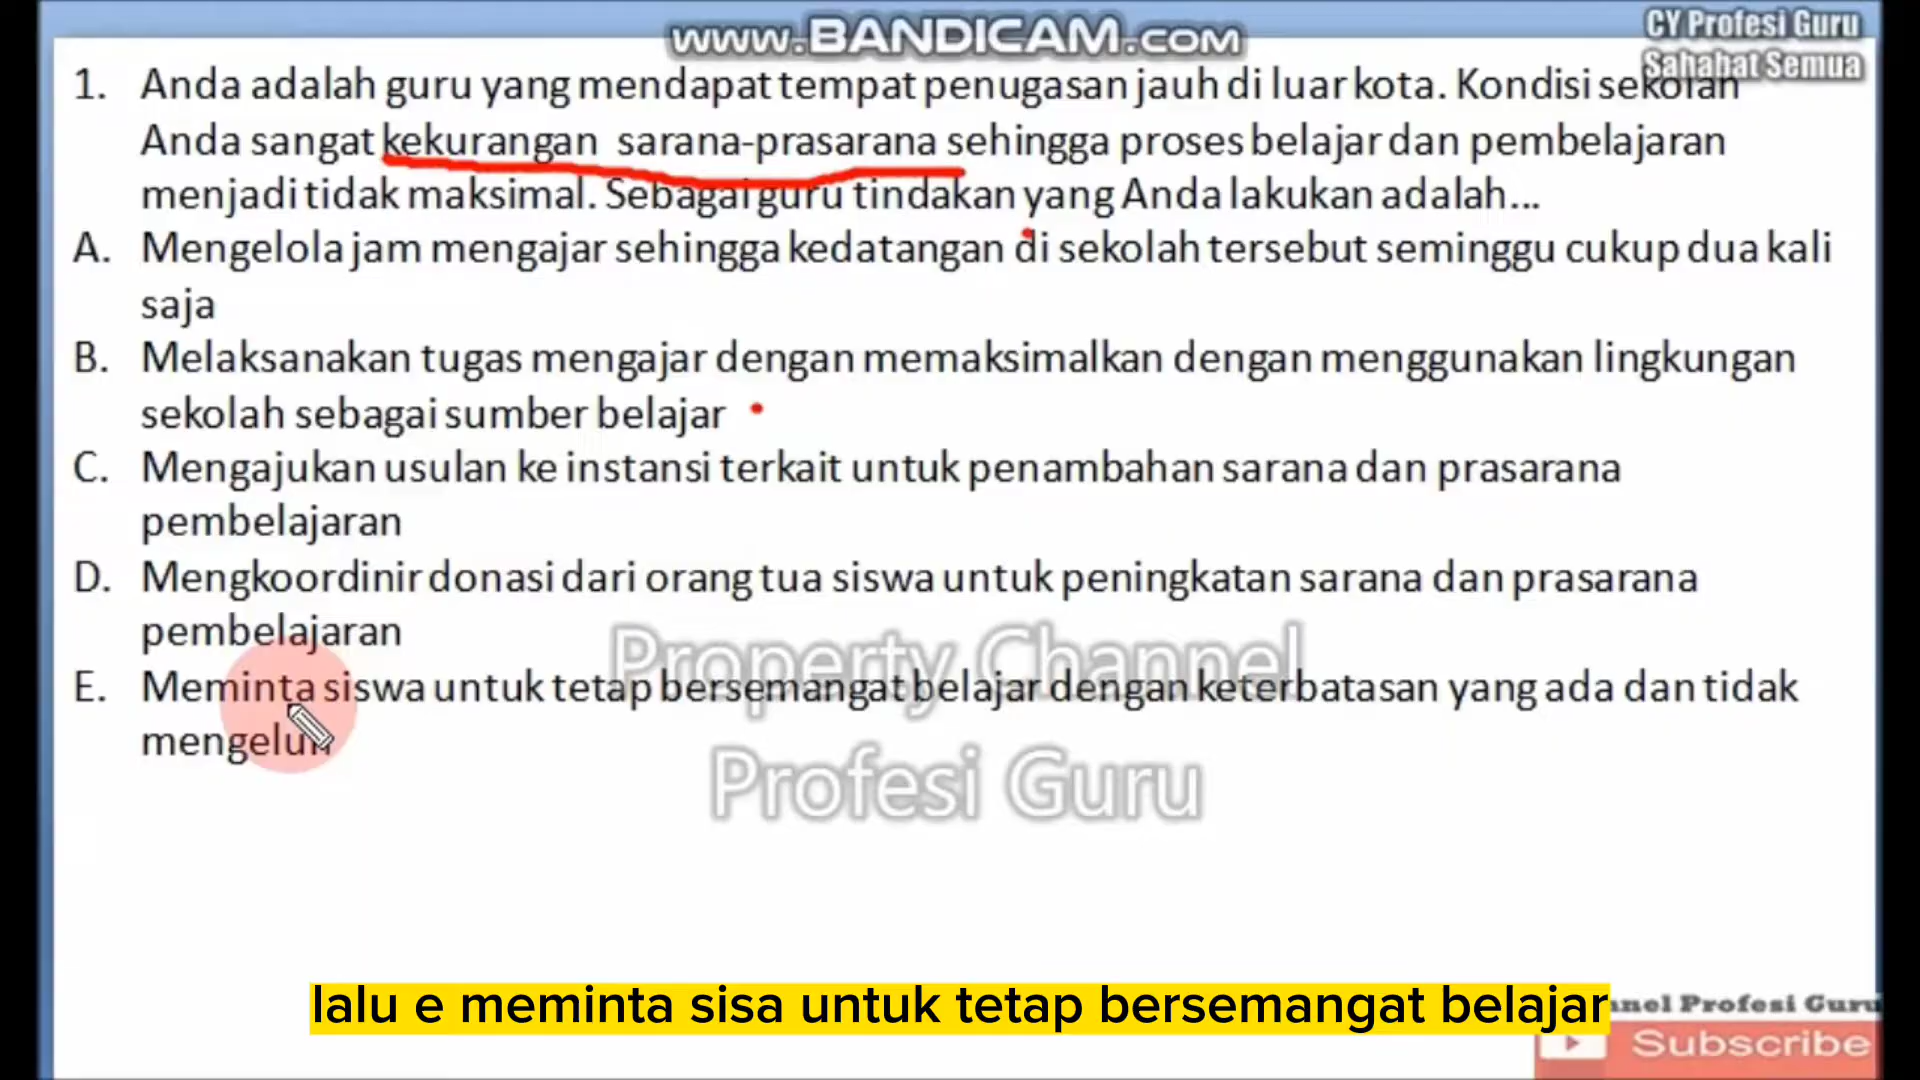 www.BANDICAM.com
CY Profesi Guru
Sahabat Semua
1. Anda adalah guru yang mendapat tempat penugasan jauh di luar kota. Kondisi sekolah
Anda sangat kekurangan sarana-prasarana sehingga proses belajar dan pembelajaran
menjadi tidak maksimal. Sebagai guru tindakan yang Anda lakukan adalah...
A. Mengelola jam mengajar sehingga kedatangan di sekolah tersebut seminggu cukup dua kali
saja
B. Melaksanakan tugas mengajar dengan memaksimalkan dengan menggunakan lingkungan
sekolah sebagai sumber belajar
C. Mengajukan usulan ke instansi terkait untuk penambahan sarana dan prasarana
pembelajaran
D. Mengkoordinir donasi dari orang tua siswa untuk peningkatan sarana dan prasarana
pembelajaran
E. Meminta siswa untuk tetap bersemangat belajar dengan keterbatasan yang ada dan tidak
mengeluh
Property Channel
Profesi Guru
lalu e meminta sisa untuk tetap bersemangat belajar
Profesi Guru
Subscribe